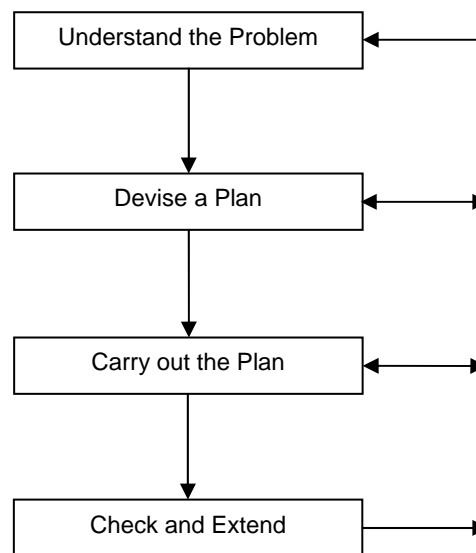 Understand the Problem
Devise a Plan
Carry out the Plan
Check and Extend